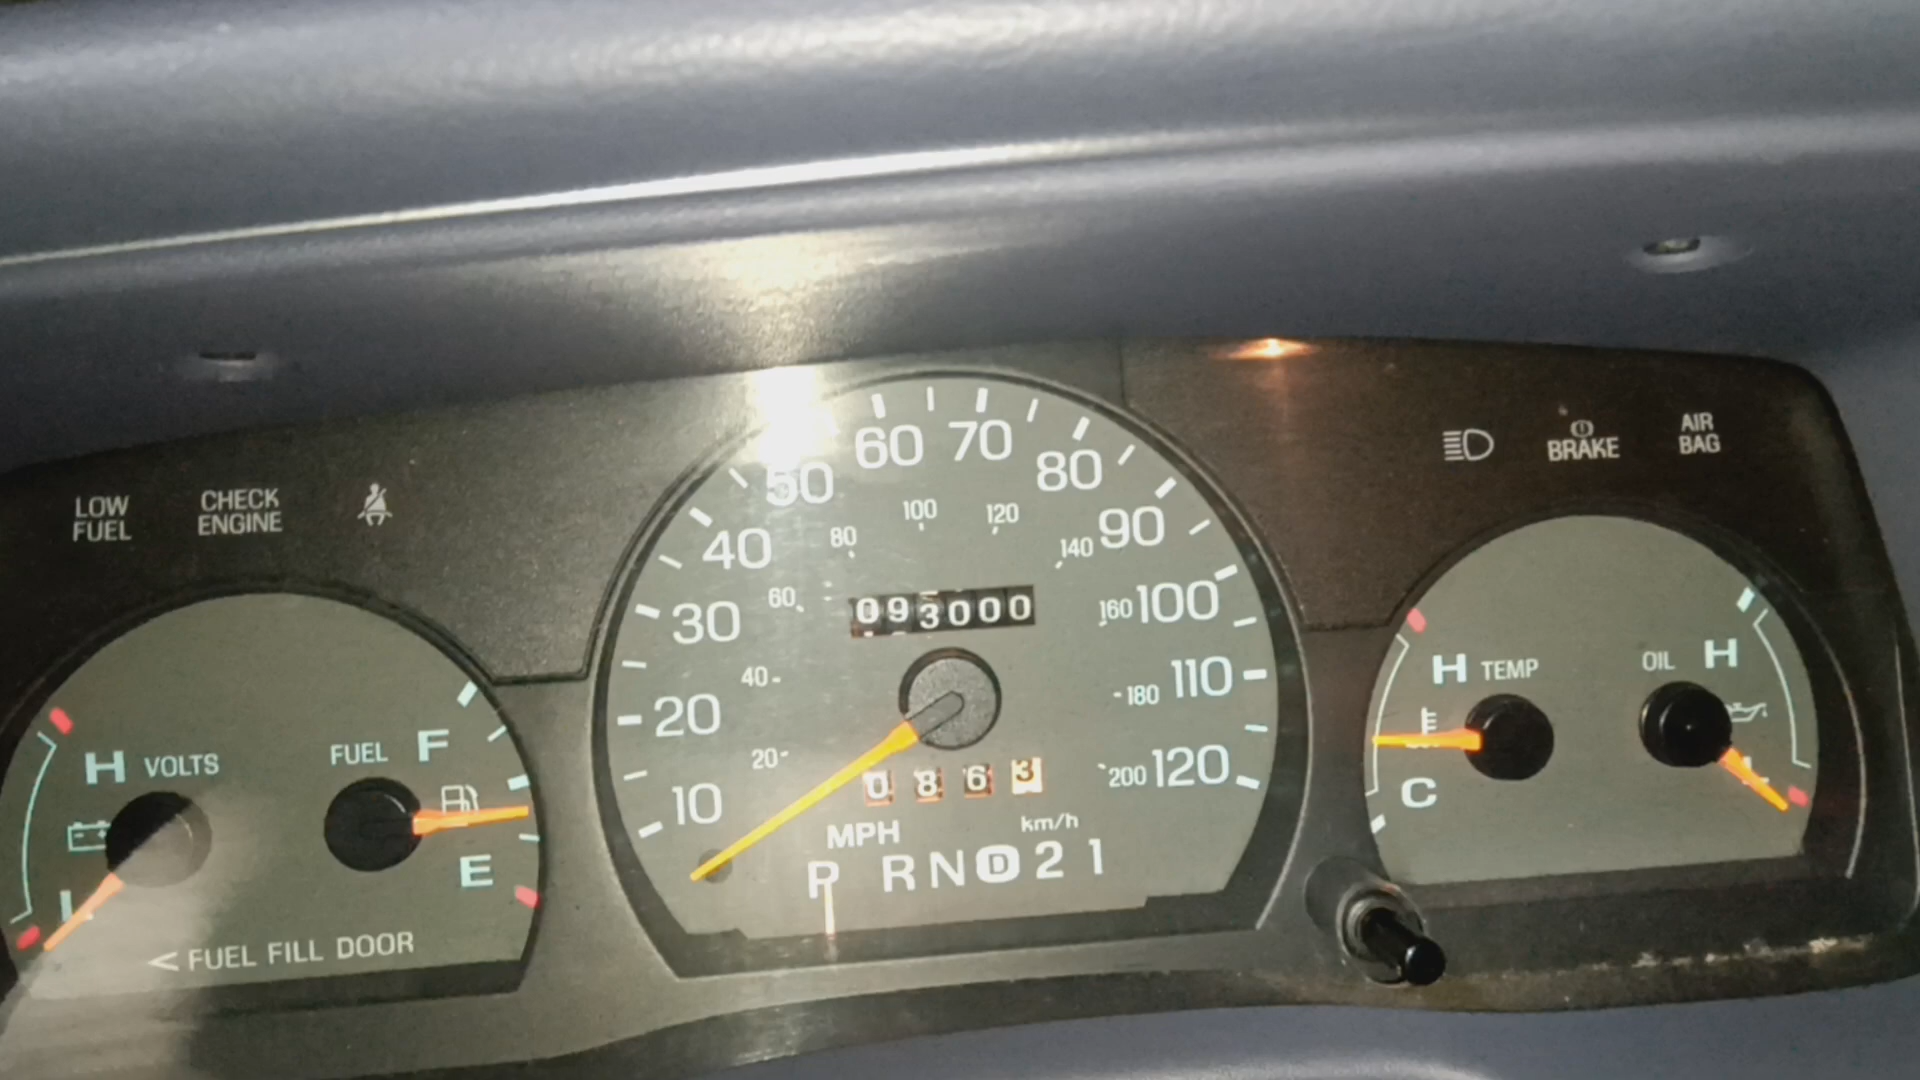 LOW FUEL
CHECK ENGINE
BRAKE
AIR BAG
H VOLTS
L
FUEL F
E
< FUEL FILL DOOR
10 20 30 40 50 60 70 80 90 100 110 120
20 40 60 80 100 120 140 160 180 200
093000
0863
MPH
km/h
P R N D 2 1
H TEMP
C
OIL H
L